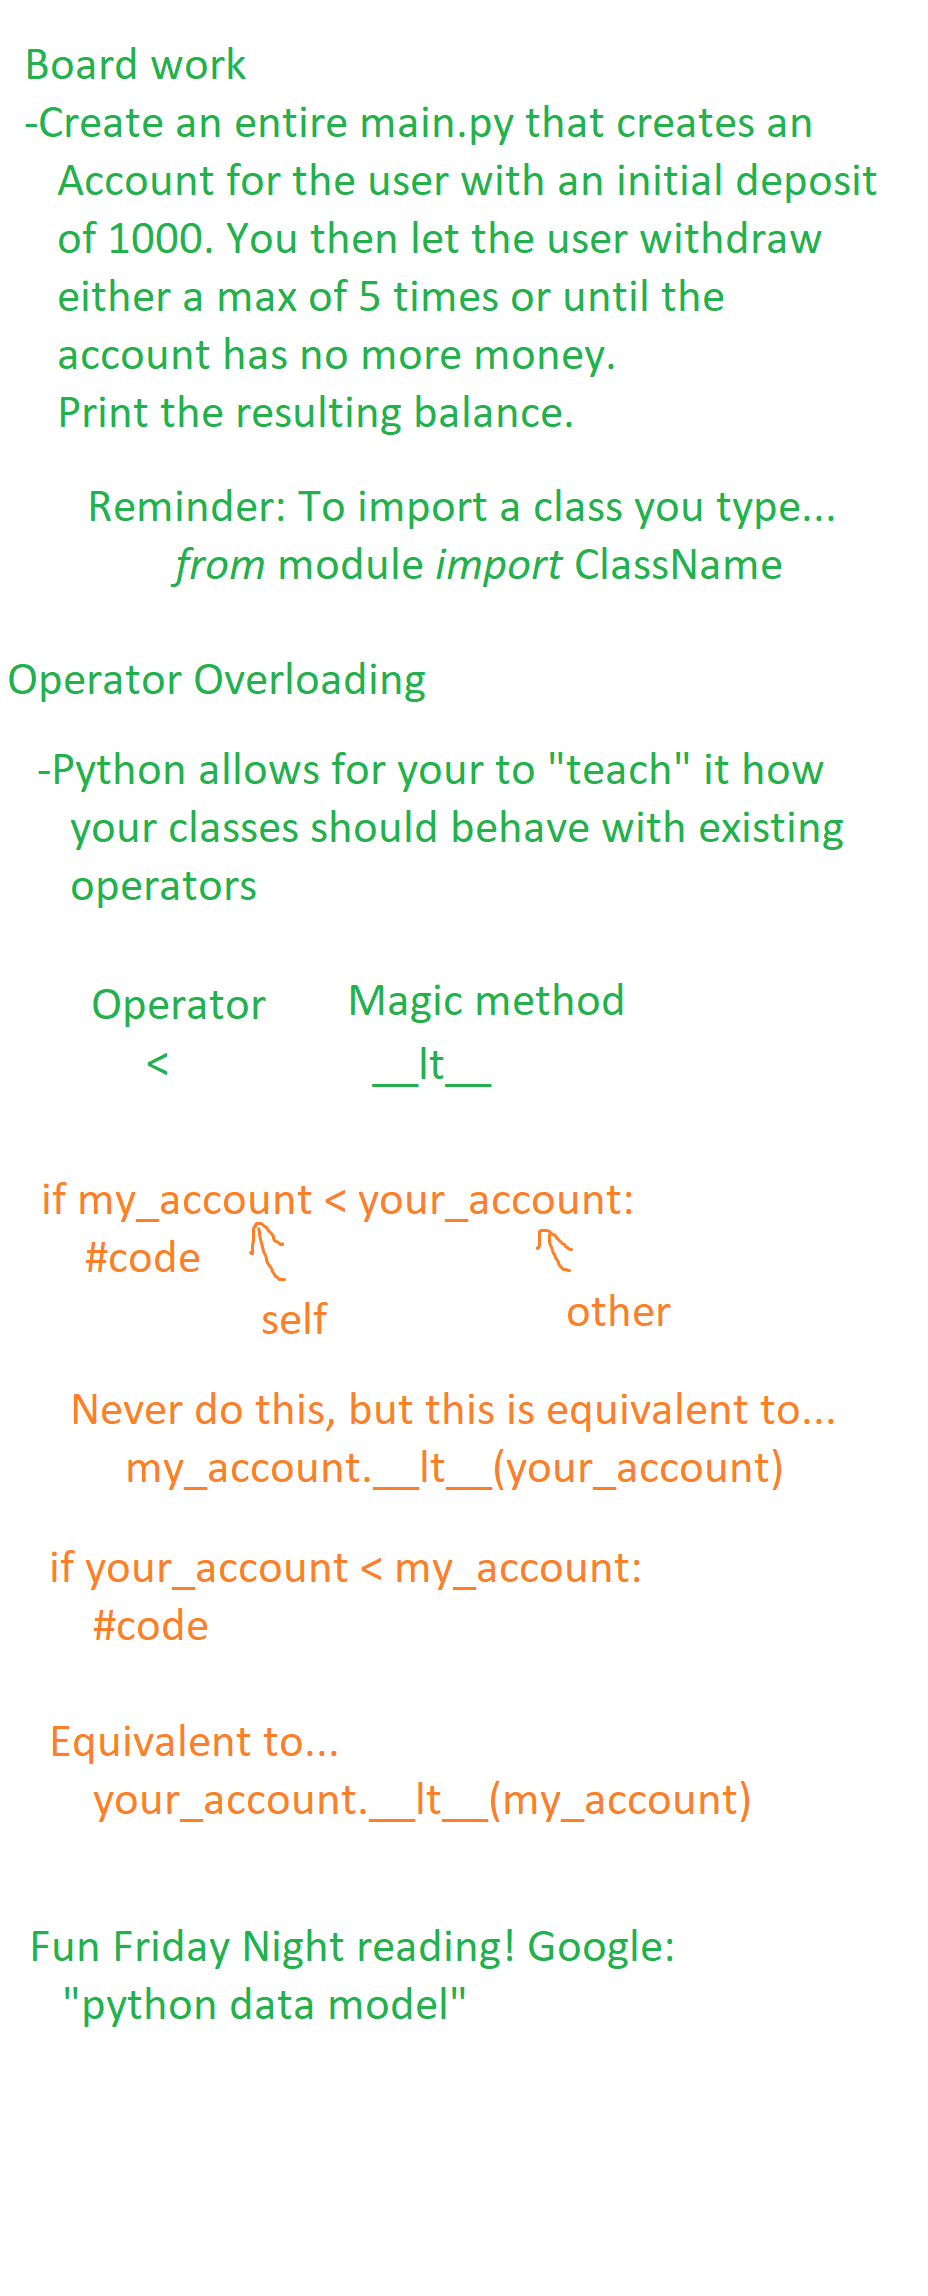 Board work
-Create an entire main.py that creates an
Account for the user with an initial deposit
of 1000. You then let the user withdraw
either a max of 5 times or until the
account has no more money.
Print the resulting balance.
Reminder: To import a class you type...
from module import ClassName
Operator Overloading
-Python allows for your to "teach" it how
your classes should behave with existing
operators
Operator Magic method
< __lt__
if my_account < your_account:
#code
self other
Never do this, but this is equivalent to...
my_account.__lt__(your_account)
if your_account < my_account:
#code
Equivalent to...
your_account.__lt__(my_account)
Fun Friday Night reading! Google:
"python data model"